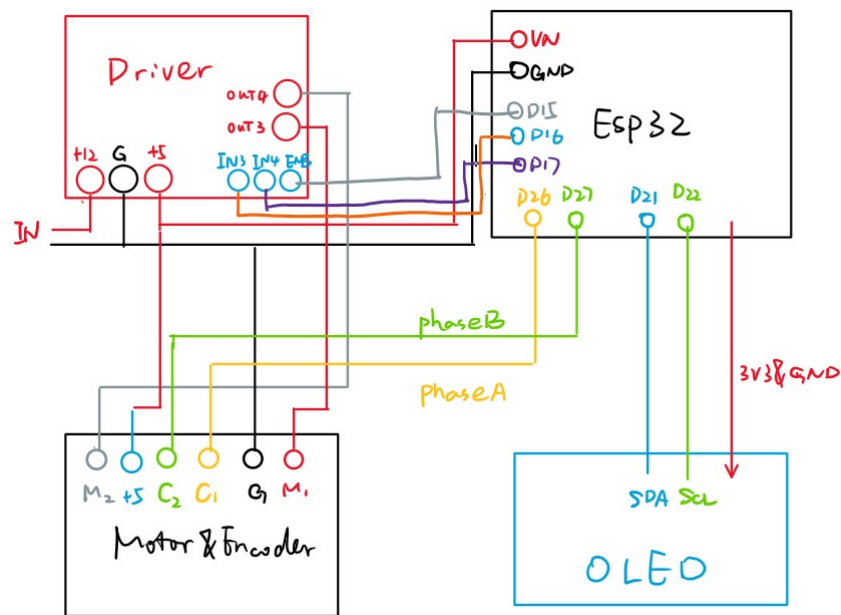 Driver
OUT4
OUT3
+12 G +5
IN3 IN4 ENB
IN
VN
GND
D15
D16
D17
Esp32
D26 D27 D21 D22
phaseB
phaseA
3V3&GND
M2 +5 C2 C1 G M1
Motor&Encoder
SDA SCL
OLED